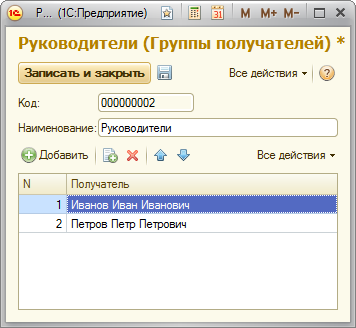 Р... (1С:Предприятие) M M+ M-
Руководители (Группы получателей) *
Записать и закрыть Все действия ?
Код: 000000002
Наименование: Руководители
Добавить Все действия
N Получатель
1 Иванов Иван Иванович
2 Петров Петр Петрович